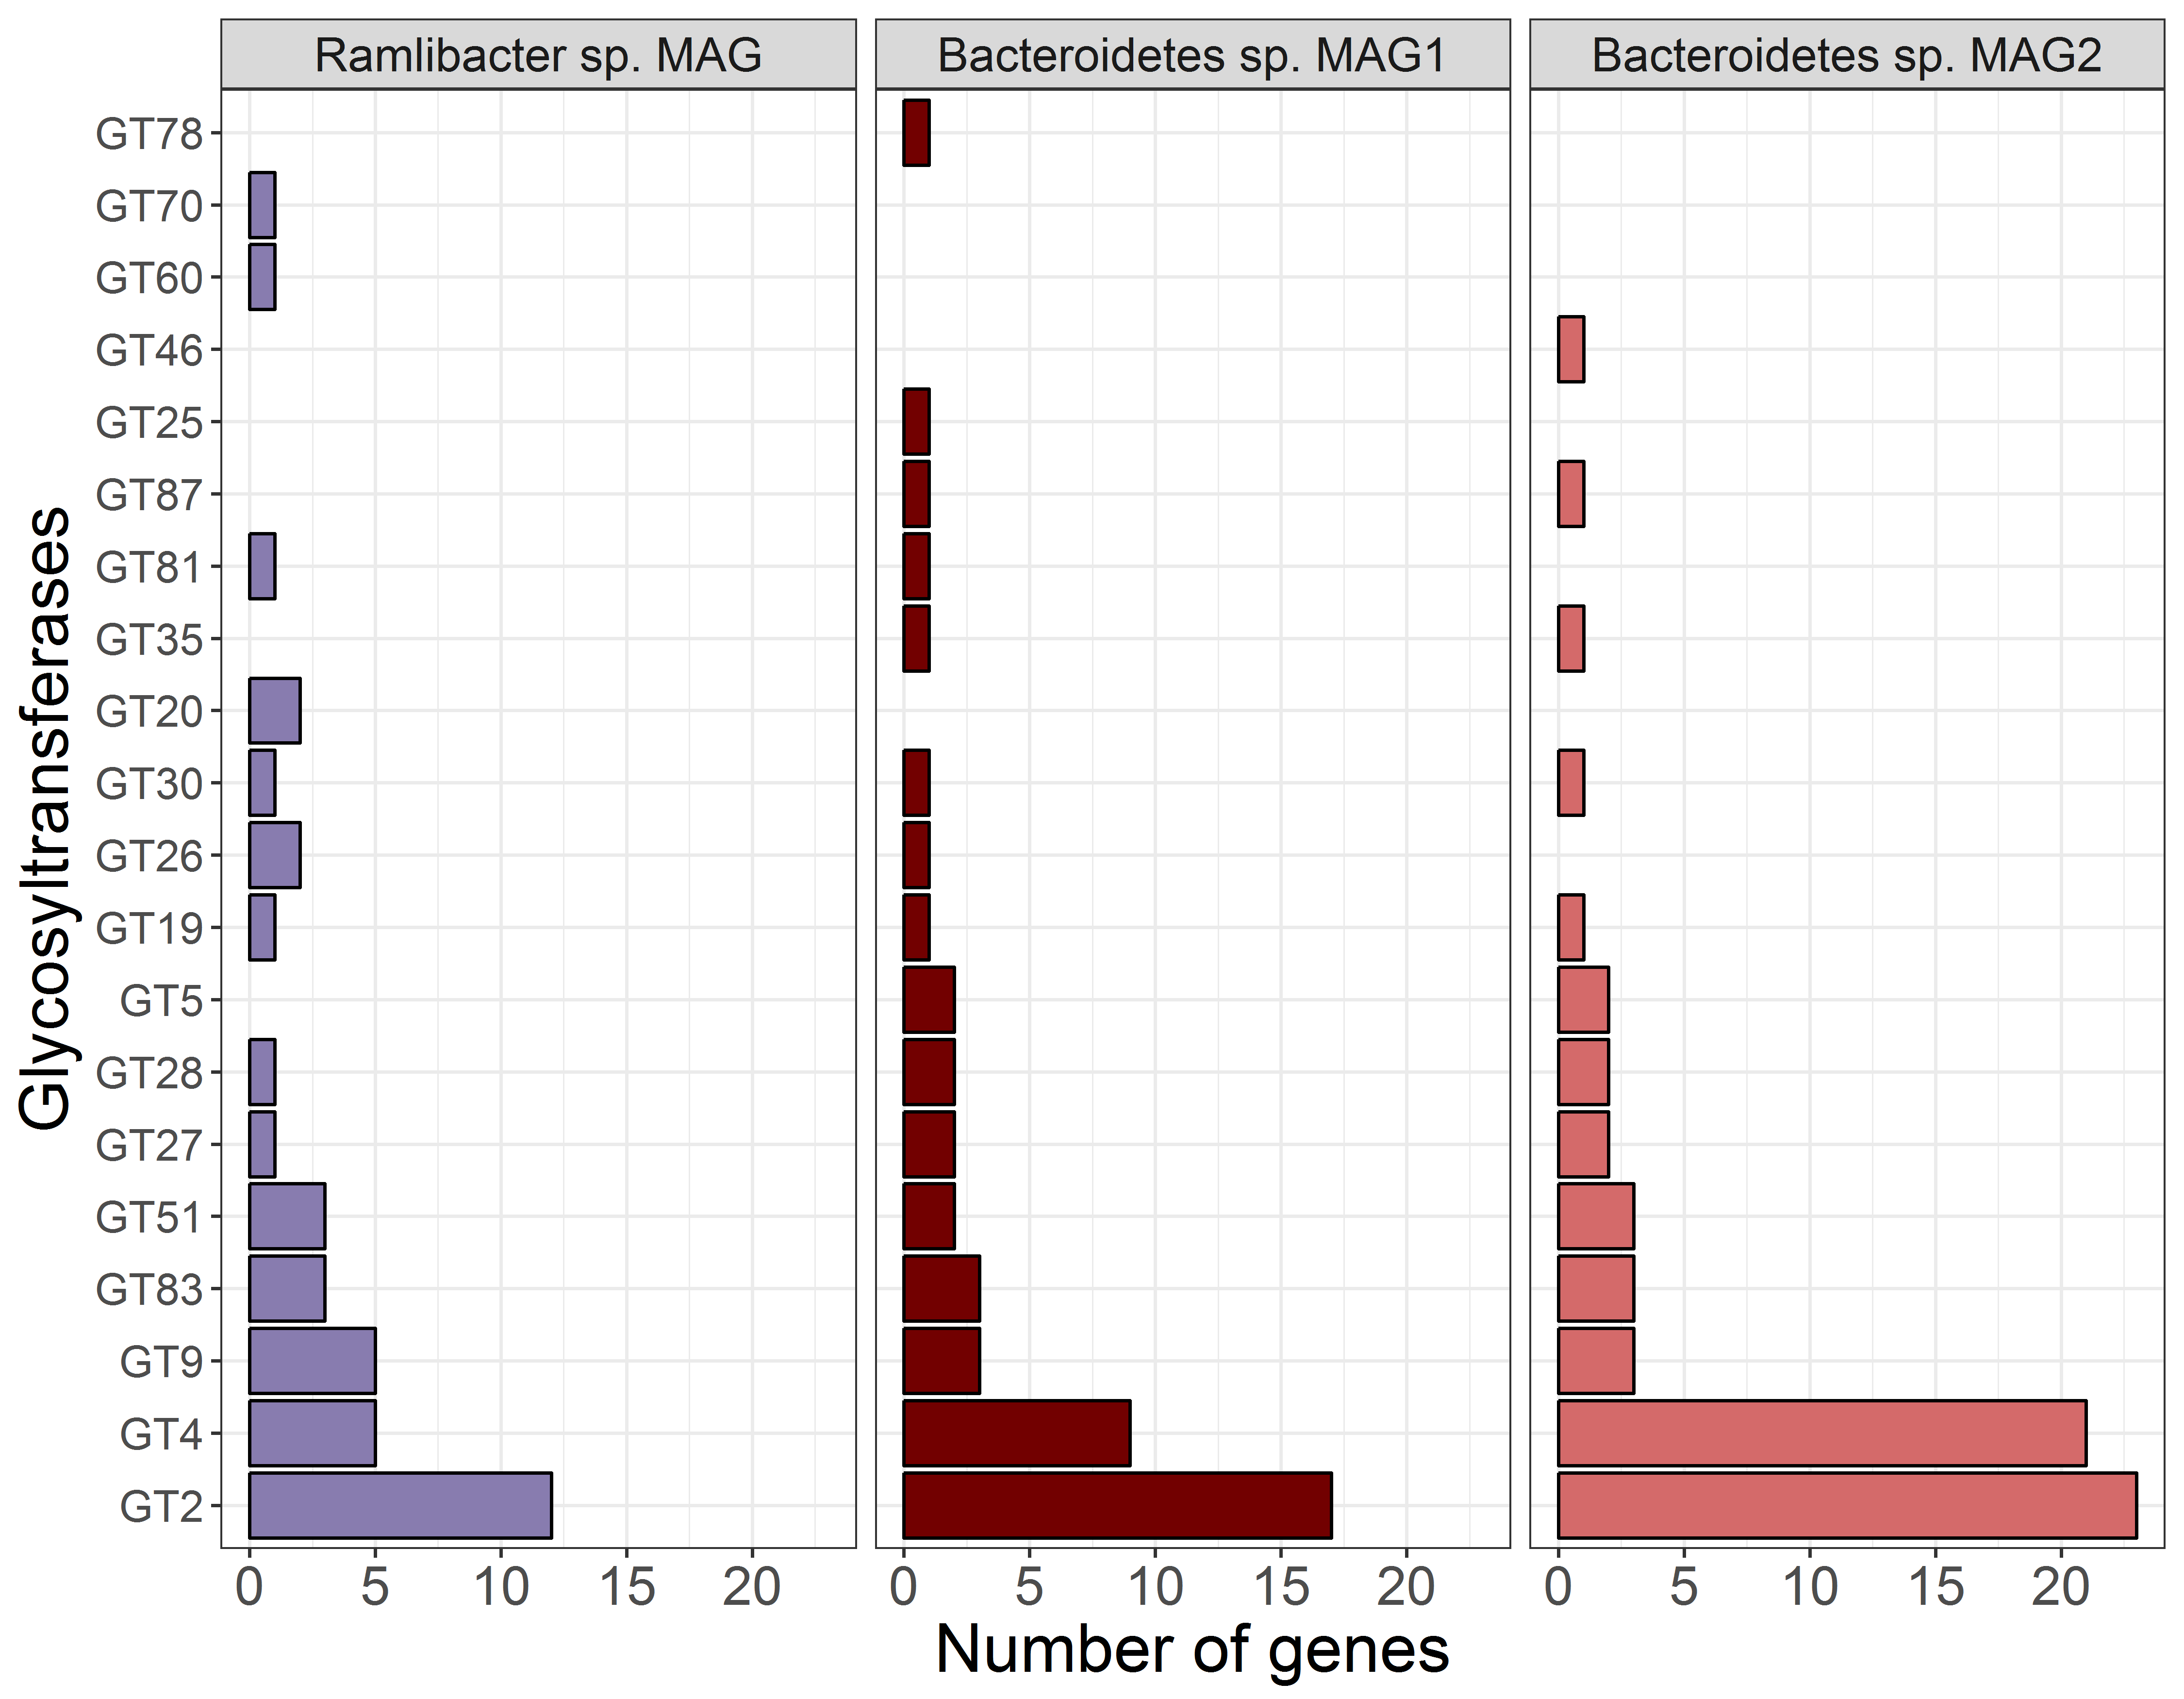 Ramlibacter sp. MAG
Bacteroidetes sp. MAG1
Bacteroidetes sp. MAG2
Glycosyltransferases
GT78
GT70
GT60
GT46
GT25
GT87
GT81
GT35
GT20
GT30
GT26
GT19
GT5
GT28
GT27
GT51
GT83
GT9
GT4
GT2
0 5 10 15 20
0 5 10 15 20
0 5 10 15 20
Number of genes